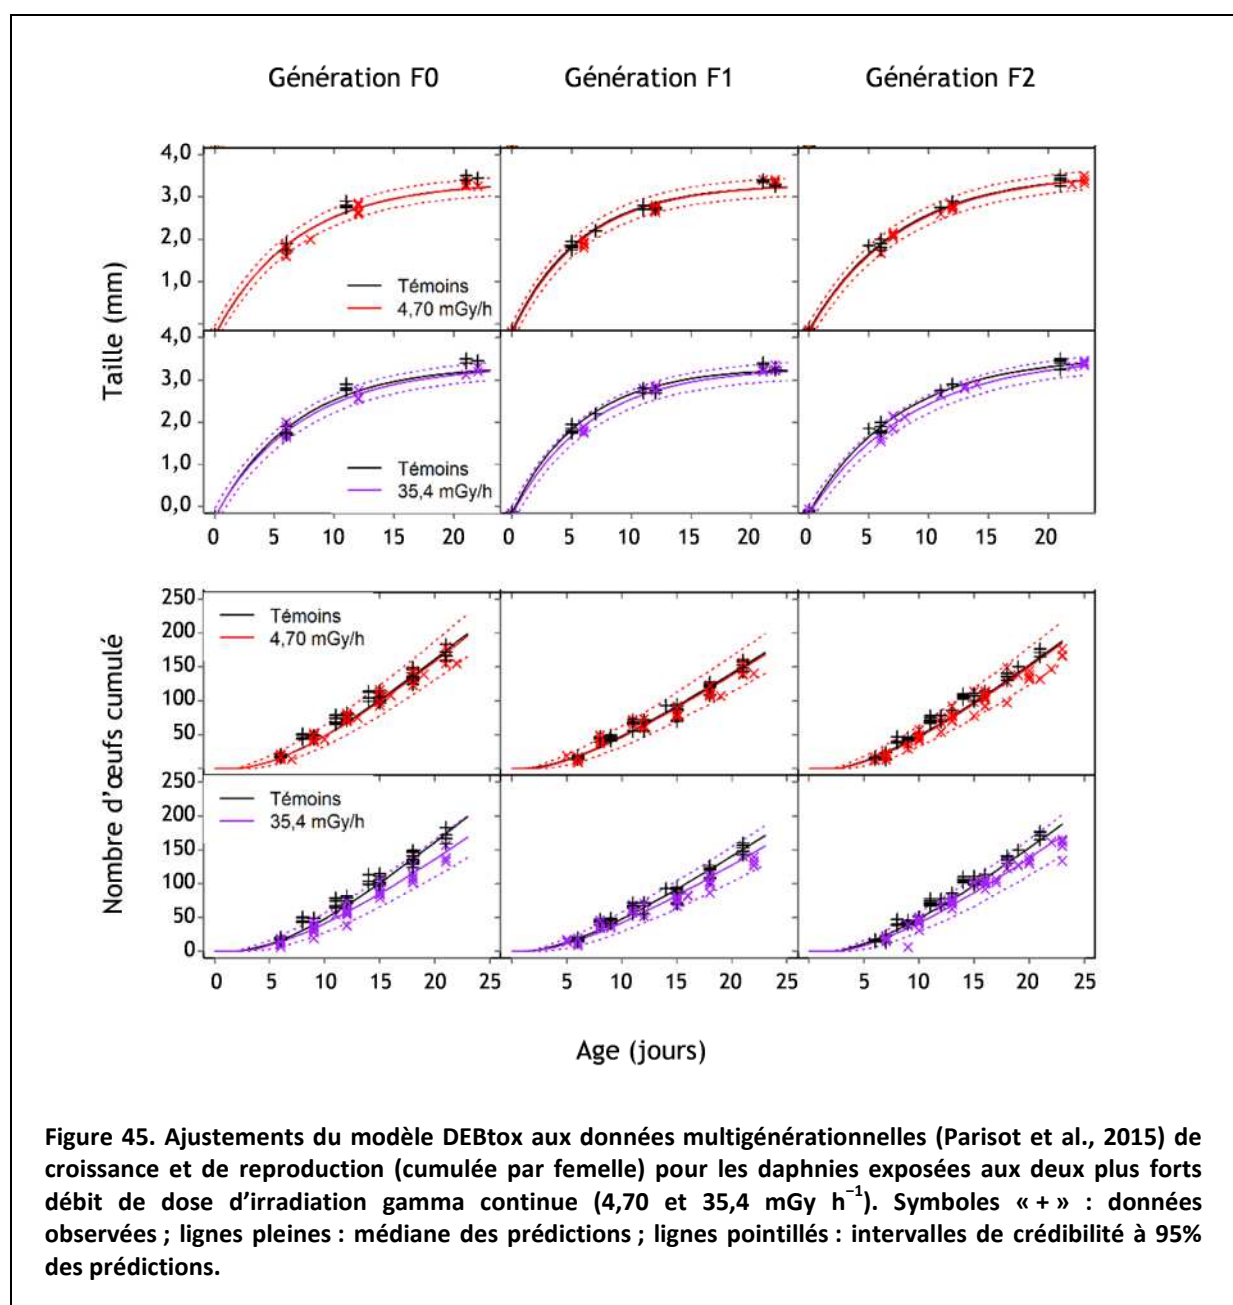 Génération F0 Génération F1 Génération F2
4,0
3,0
2,0
1,0
Témoins
4,70 mGy/h
Taille (mm)
4,0
3,0
2,0
1,0
0,0
Témoins
35,4 mGy/h
0 5 10 15 20 0 5 10 15 20 0 5 10 15 20
250
200
150
100
50
Témoins
4,70 mGy/h
Nombre d'œufs cumulé
250
200
150
100
50
0
Témoins
35,4 mGy/h
0 5 10 15 20 25 5 10 15 20 25 5 10 15 20 25
Age (jours)
Figure 45. Ajustements du modèle DEBtox aux données multigénérationnelles (Parisot et al., 2015) de
croissance et de reproduction (cumulée par femelle) pour les daphnies exposées aux deux plus forts
débit de dose d'irradiation gamma continue (4,70 et 35,4 mGy h⁻¹). Symboles « + » : données
observées ; lignes pleines : médiane des prédictions ; lignes pointillés : intervalles de crédibilité à 95%
des prédictions.